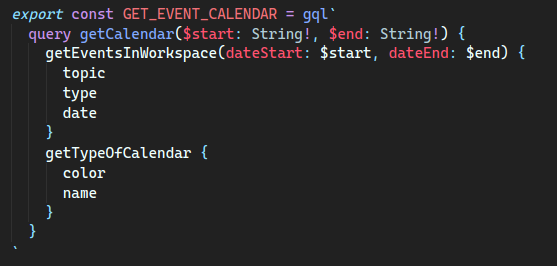 export const GET_EVENT_CALENDAR = gql`
  query getCalendar($start: String!, $end: String!) {
    getEventsInWorkspace(dateStart: $start, dateEnd: $end) {
      topic
      type
      date
    }
    getTypeOfCalendar {
      color
      name
    }
  }
`